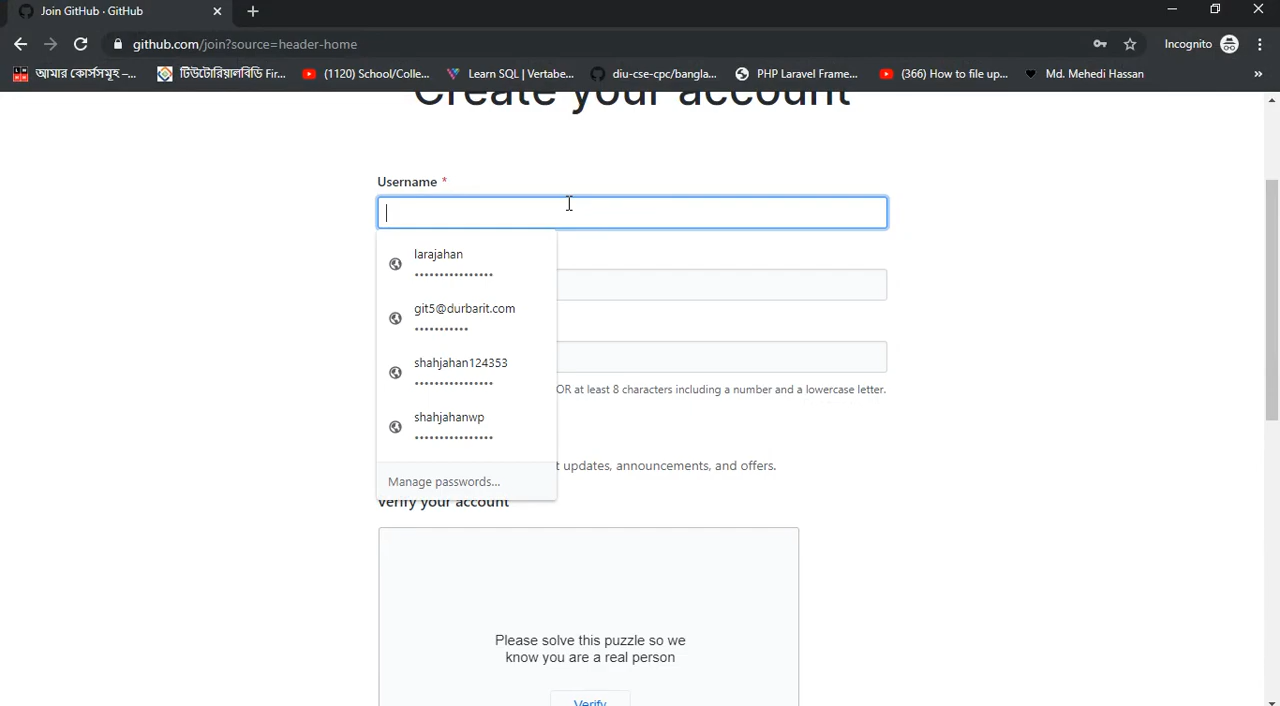 Join GitHub · GitHub
github.com/join?source=header-home
Incognito
আমার কোর্সসমূহ –...
টিউটোরিয়ালবিডি Fir...
(1120) School/Colle...
Learn SQL | Vertabe...
diu-cse-cpc/bangla...
PHP Laravel Frame...
(366) How to file up...
Md. Mehedi Hassan
»
Create your account
Username *
larajahan
••••••••••••••••
git5@durbarit.com
•••••••••••
shahjahan124353
••••••••••••••••
OR at least 8 characters including a number and a lowercase letter.
shahjahanwp
••••••••••••••••
t updates, announcements, and offers.
Manage passwords...
Verify your account
Please solve this puzzle so we
know you are a real person
Verify